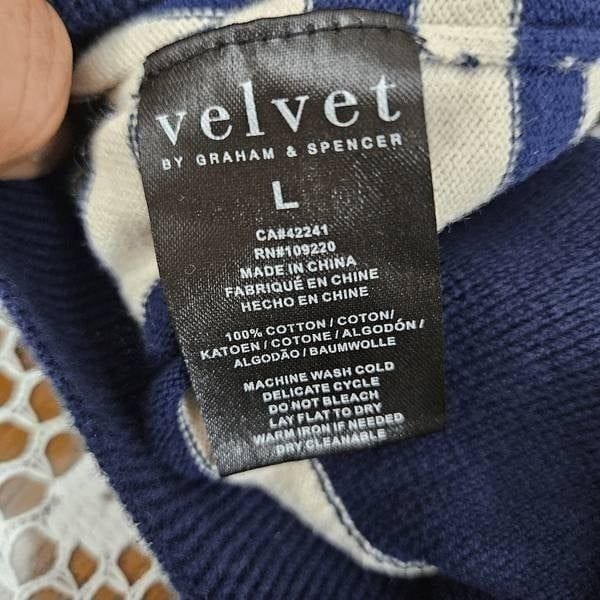 velvet
BY GRAHAM & SPENCER
L
CA#42241
RN#109220
MADE IN CHINA
FABRIQUÉ EN CHINE
HECHO EN CHINE
100% COTTON / COTON/
KATOEN / COTONE / ALGODÓN /
ALGODÃO / BAUMWOLLE
MACHINE WASH COLD
DELICATE CYCLE
DO NOT BLEACH
LAY FLAT TO DRY
WARM IRON IF NEEDED
DRY CLEANABLE